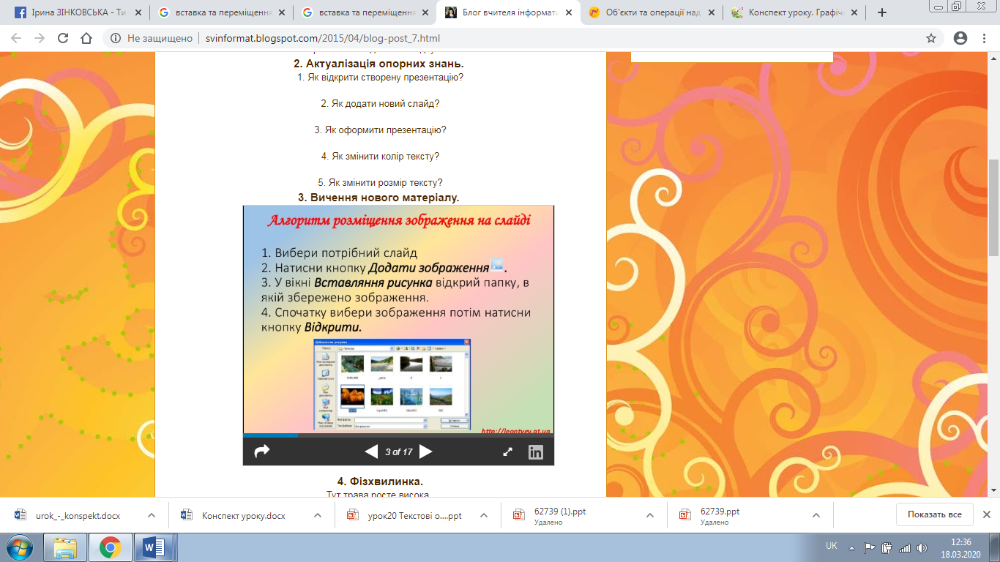 Ірина ЗІНКОВСЬКА - Ти
вставка та переміщення
вставка та переміщення
Блог вчителя інформати
Об'єкти та операції над
Конспект уроку. Графічн
Не защищено
svinformat.blogspot.com/2015/04/blog-post_7.html
2. Актуалізація опорних знань.
1. Як відкрити створену презентацію?
2. Як додати новий слайд?
3. Як оформити презентацію?
4. Як змінити колір тексту?
5. Як змінити розмір тексту?
3. Вичення нового матеріалу.
Алгоритм розміщення зображення на слайді
1. Вибери потрібний слайд
2. Натисни кнопку Додати зображення .
3. У вікні Вставляння рисунка відкрий папку, в
якій збережено зображення.
4. Спочатку вибери зображення потім натисни
кнопку Відкрити.
http://leontyev.at.ua
3 of 17
4. Фізхвилинка.
Тут трава росте висока
urok_-_konspekt.docx
Конспект уроку.docx
урок20 Текстові о....ppt
62739 (1).ppt
Удалено
62739.ppt
Удалено
Показать все
UK
12:36
18.03.2020